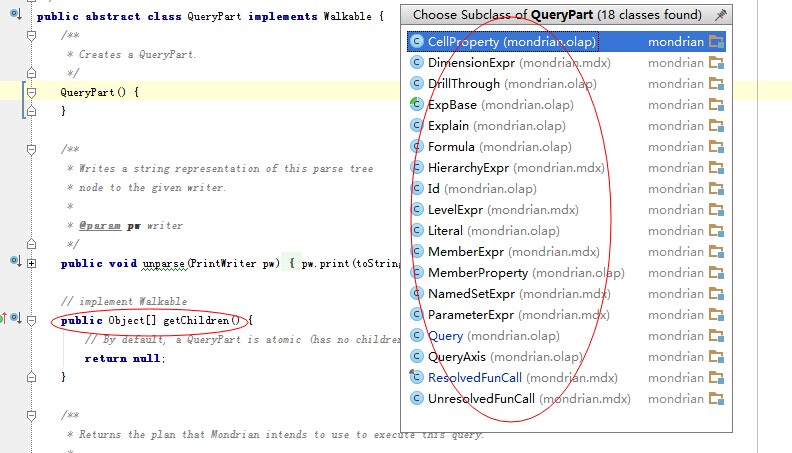 public abstract class QueryPart implements Walkable {
/**
* Creates a QueryPart.
*/
QueryPart() {
}
/**
* Writes a string representation of this parse tree
* node to the given writer.
*
* @param pw writer
*/
public void unparse(PrintWriter pw) { pw.print(toString
// implement Walkable
public Object[] getChildren() {
// By default, a QueryPart is atomic (has no children
return null;
}
/**
* Returns the plan that Mondrian intends to use to execute this query.
*
Choose Subclass of QueryPart (18 classes found)
CellProperty (mondrian.olap) mondrian
DimensionExpr (mondrian.mdx) mondrian
DrillThrough (mondrian.olap) mondrian
ExpBase (mondrian.olap) mondrian
Explain (mondrian.olap) mondrian
Formula (mondrian.olap) mondrian
HierarchyExpr (mondrian.mdx) mondrian
Id (mondrian.olap) mondrian
LevelExpr (mondrian.mdx) mondrian
Literal (mondrian.olap) mondrian
MemberExpr (mondrian.mdx) mondrian
MemberProperty (mondrian.olap) mondrian
NamedSetExpr (mondrian.mdx) mondrian
ParameterExpr (mondrian.mdx) mondrian
Query (mondrian.olap) mondrian
QueryAxis (mondrian.olap) mondrian
ResolvedFunCall (mondrian.mdx) mondrian
UnresolvedFunCall (mondrian.mdx) mondrian